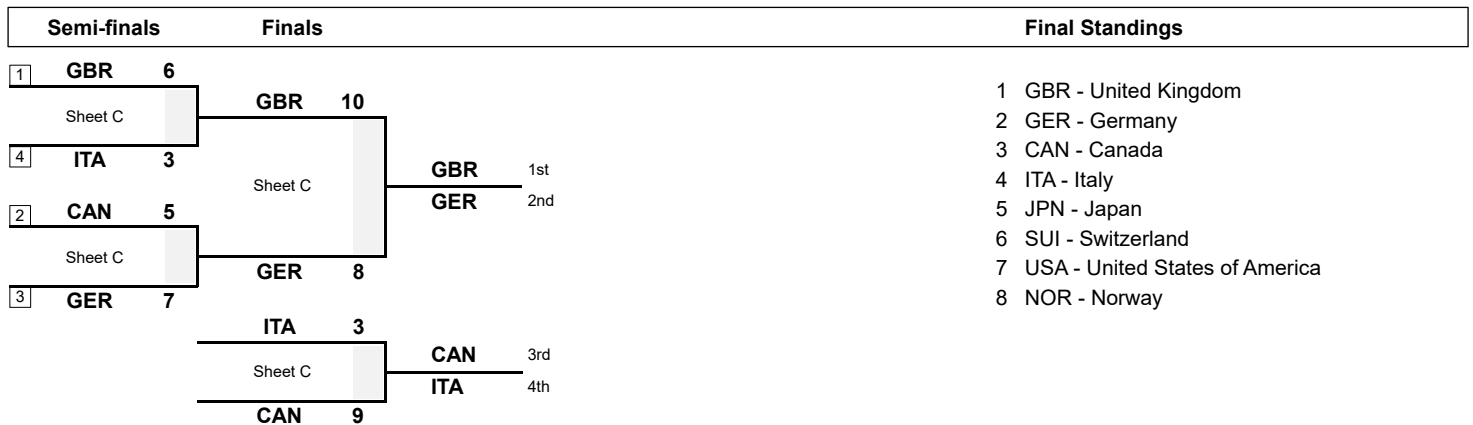 Semi-finals Finals Final Standings
1 GBR 6
Sheet C
4 ITA 3
2 CAN 5
Sheet C
3 GER 7
GBR 10
Sheet C
GER 8
GBR 1st
GER 2nd
ITA 3
Sheet C
CAN 9
CAN 3rd
ITA 4th
1 GBR - United Kingdom
2 GER - Germany
3 CAN - Canada
4 ITA - Italy
5 JPN - Japan
6 SUI - Switzerland
7 USA - United States of America
8 NOR - Norway